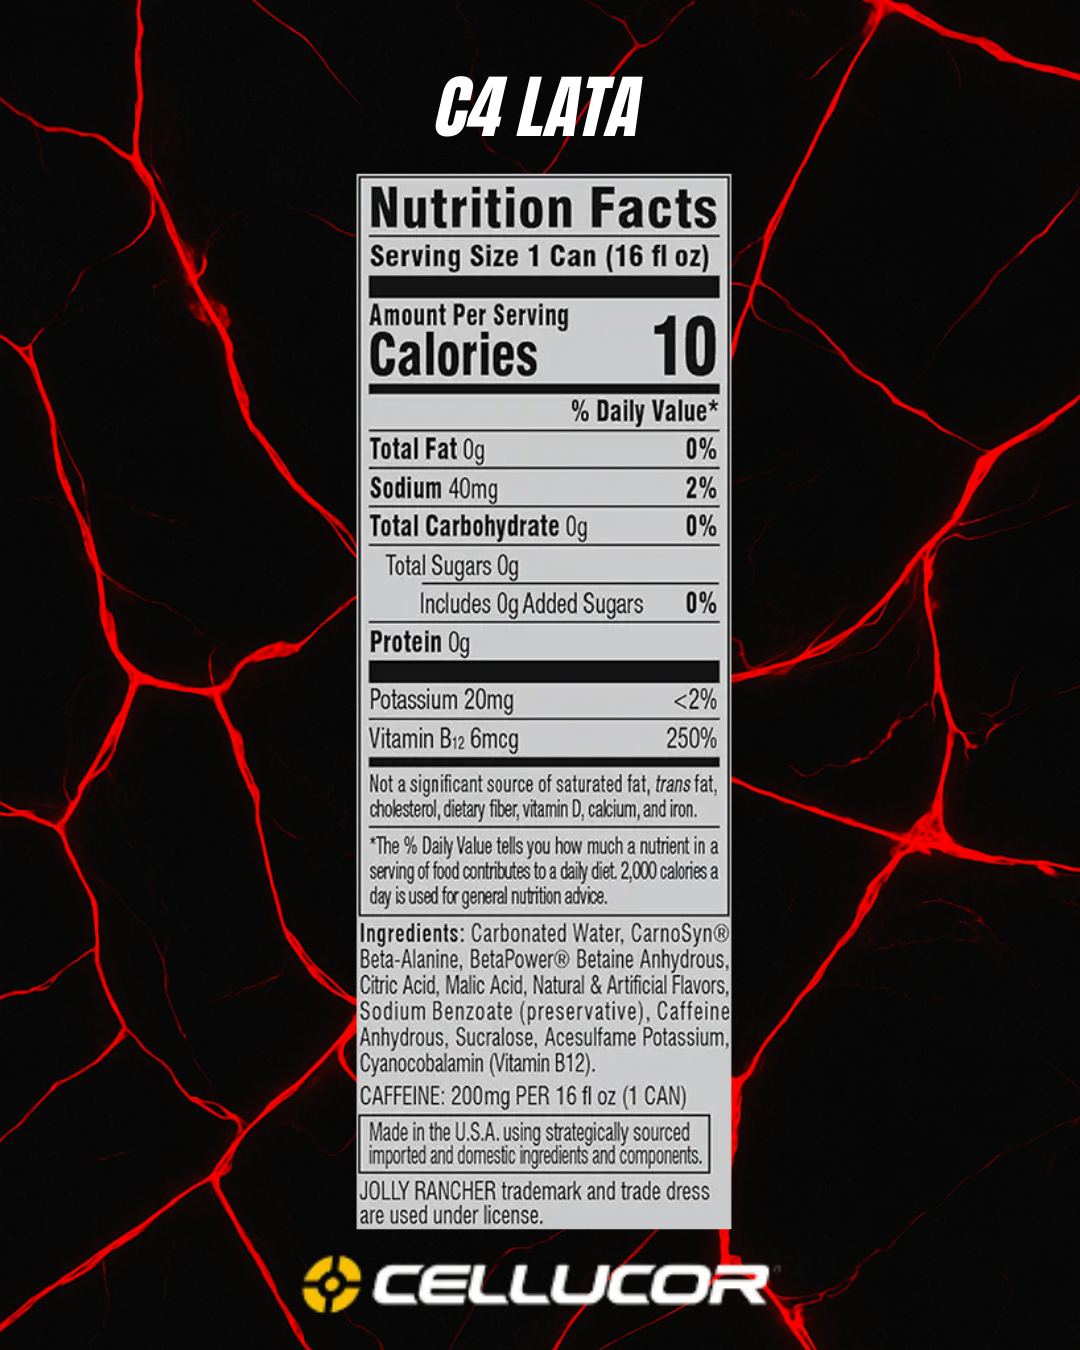 C4 LATA
Nutrition Facts
Serving Size 1 Can (16 fl oz)
Amount Per Serving
Calories 10
% Daily Value*
Total Fat 0g 0%
Sodium 40mg 2%
Total Carbohydrate 0g 0%
Total Sugars 0g
Includes 0g Added Sugars 0%
Protein 0g
Potassium 20mg <2%
Vitamin B12 6mcg 250%
Not a significant source of saturated fat, trans fat,
cholesterol, dietary fiber, vitamin D, calcium, and iron.
*The % Daily Value tells you how much a nutrient in a
serving of food contributes to a daily diet. 2,000 calories a
day is used for general nutrition advice.
Ingredients: Carbonated Water, CarnoSyn®
Beta-Alanine, BetaPower® Betaine Anhydrous,
Citric Acid, Malic Acid, Natural & Artificial Flavors,
Sodium Benzoate (preservative), Caffeine
Anhydrous, Sucralose, Acesulfame Potassium,
Cyanocobalamin (Vitamin B12).
CAFFEINE: 200mg PER 16 fl oz (1 CAN)
Made in the U.S.A. using strategically sourced
imported and domestic ingredients and components.
JOLLY RANCHER trademark and trade dress
are used under license.
CELLUCOR